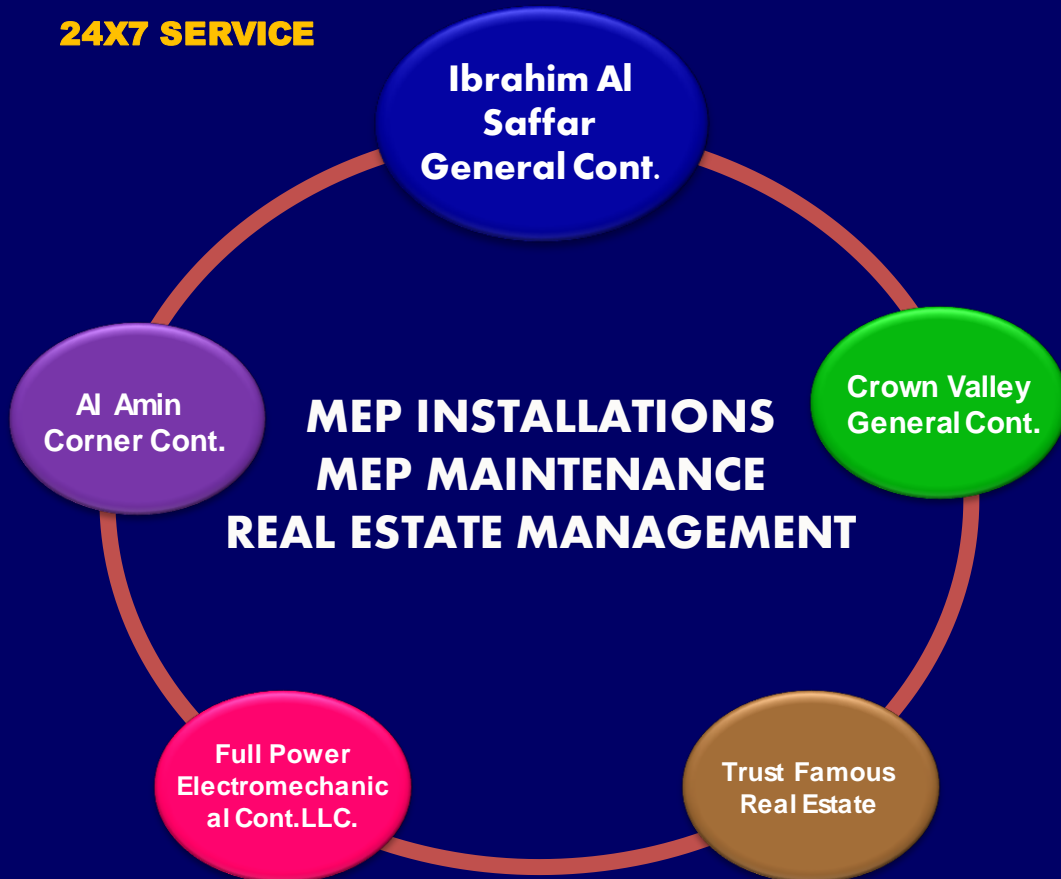 24X7 SERVICE
Ibrahim Al
Saffar
General Cont.
Crown Valley
General Cont.
Al Amin
Corner Cont.
MEP INSTALLATIONS
MEP MAINTENANCE
REAL ESTATE MANAGEMENT
Full Power
Electromechanic
al Cont.LLC.
Trust Famous
Real Estate